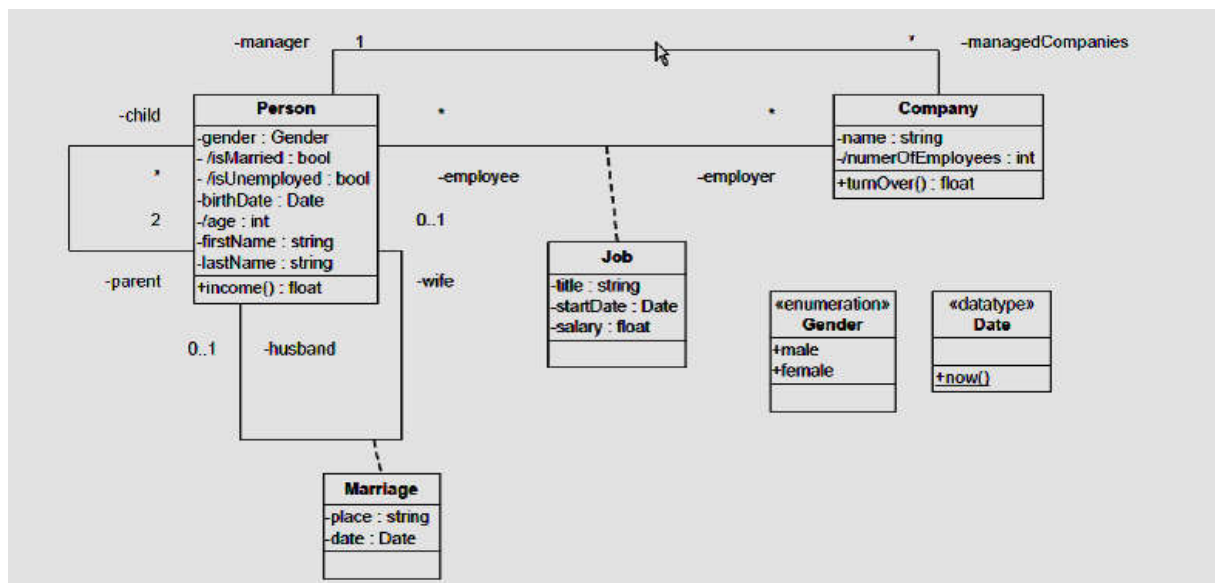 -manager 1 * -managedCompanies
-child
Person
-gender : Gender
- /isMarried : bool
- /isUnemployed : bool
-birthDate : Date
-/age : int
-firstName : string
-lastName : string
+income() : float
* *
Company
-name : string
-/numerOfEmployees : int
+turnOver() : float
*
-employee -employer
2 0..1
-parent -wife
Job
-title : string
-startDate : Date
-salary : float
«enumeration»
Gender
+male
+female
«datatype»
Date
+now()
0..1 -husband
Marriage
-place : string
-date : Date